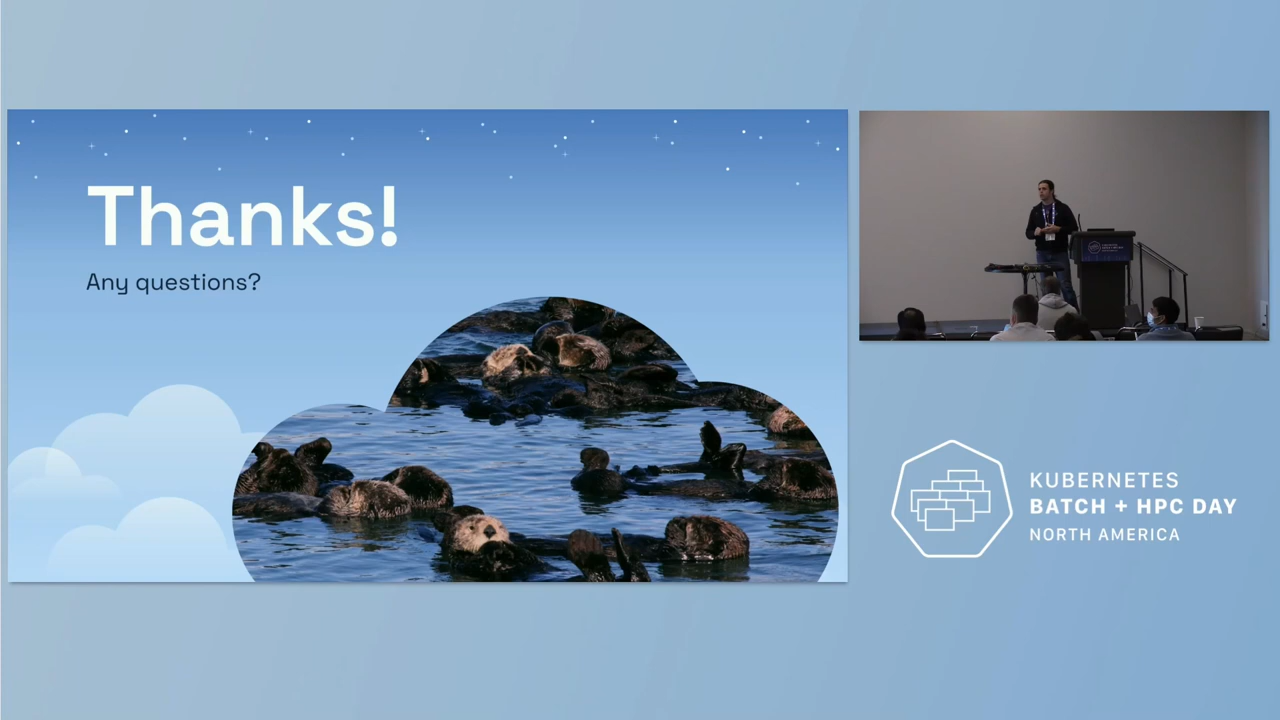 Thanks!
Any questions?
KUBERNETES
BATCH + HPC DAY
NORTH AMERICA